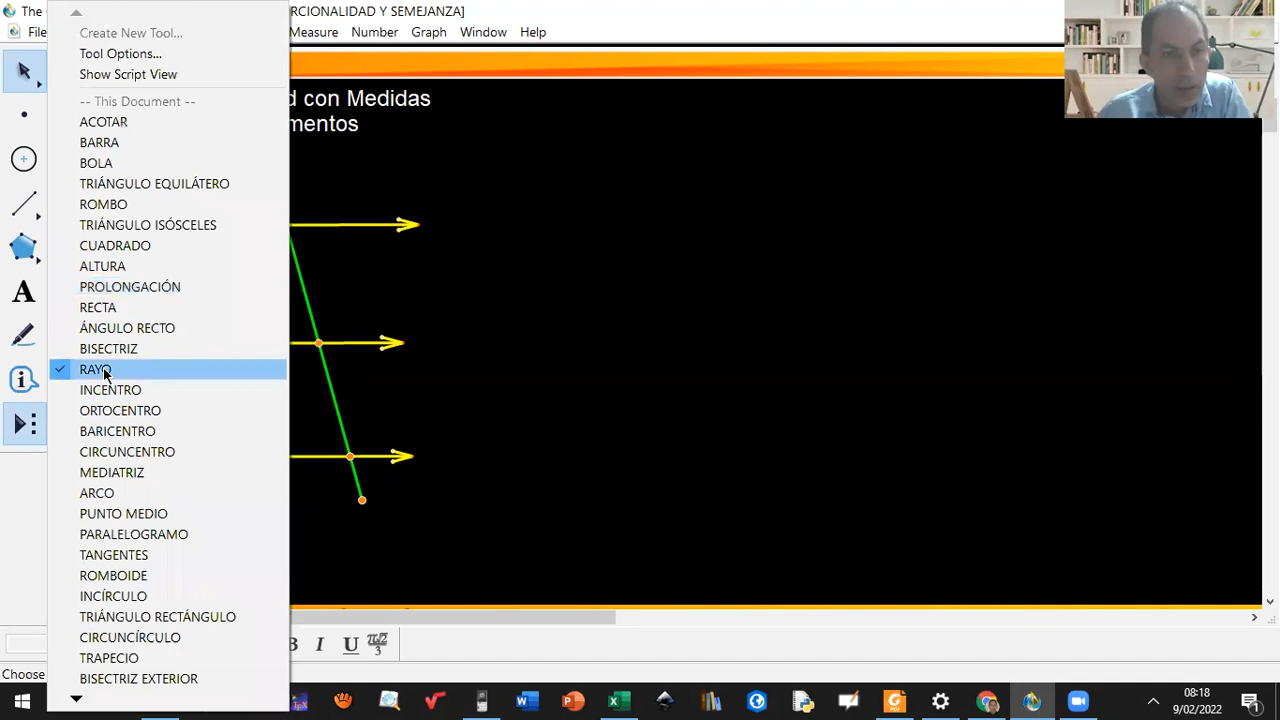 The
RCIONALIDAD Y SEMEJANZA]
File
Measure Number Graph Window Help
Create New Tool...
Tool Options...
Show Script View
-- This Document --
ACOTAR
BARRA
BOLA
TRIÁNGULO EQUILÁTERO
ROMBO
TRIÁNGULO ISÓSCELES
CUADRADO
ALTURA
PROLONGACIÓN
RECTA
ÁNGULO RECTO
BISECTRIZ
RAYO
INCENTRO
ORTOCENTRO
BARICENTRO
CIRCUNCENTRO
MEDIATRIZ
ARCO
PUNTO MEDIO
PARALELOGRAMO
TANGENTES
ROMBOIDE
INCÍRCULO
TRIÁNGULO RECTÁNGULO
CIRCUNCÍRCULO
TRAPECIO
BISECTRIZ EXTERIOR
d con Medidas
mentos
A
B I U
Choose
08:18
9/02/2022